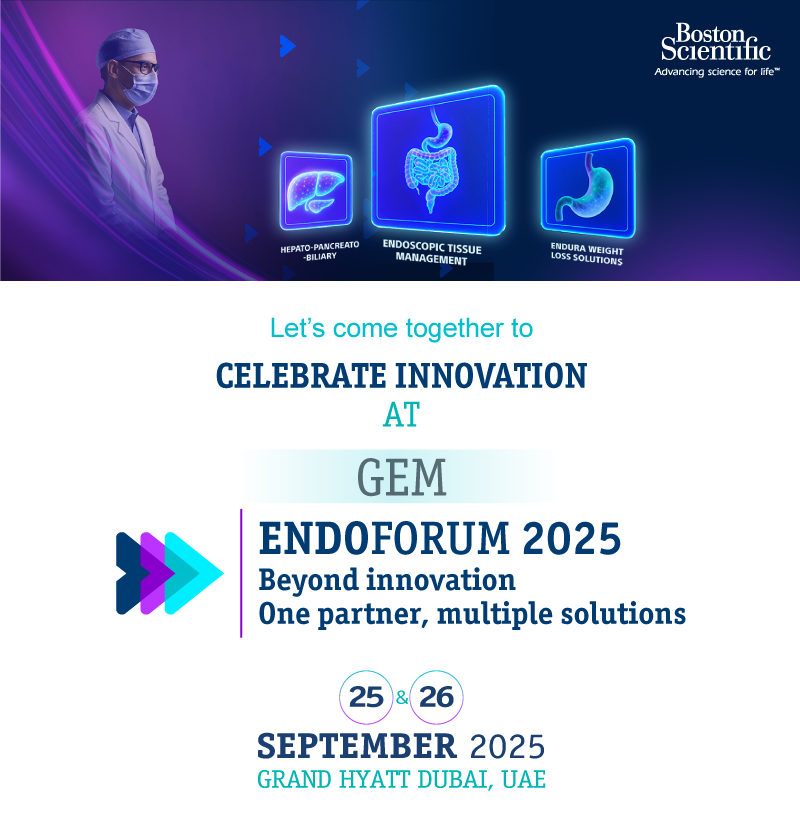 Boston
Scientific
Advancing science for life™
HEPATO-PANCREATO
-BILIARY
ENDOSCOPIC TISSUE
MANAGEMENT
ENDURA WEIGHT
LOSS SOLUTIONS
Let’s come together to
CELEBRATE INNOVATION
AT
GEM
ENDOFORUM 2025
Beyond innovation
One partner, multiple solutions
25 & 26
SEPTEMBER 2025
GRAND HYATT DUBAI, UAE